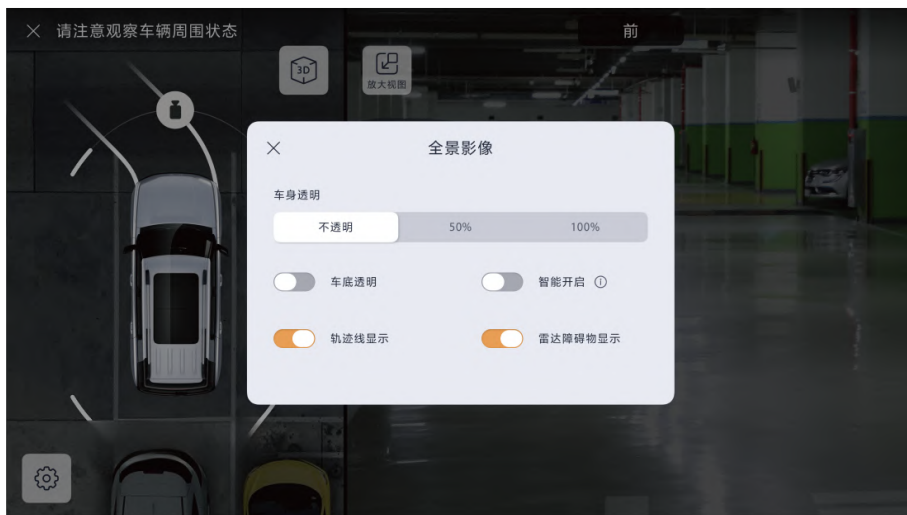 请注意观察车辆周围状态
前
3D
放大视图
全景影像
车身透明
不透明 50% 100%
车底透明 智能开启
轨迹线显示 雷达障碍物显示